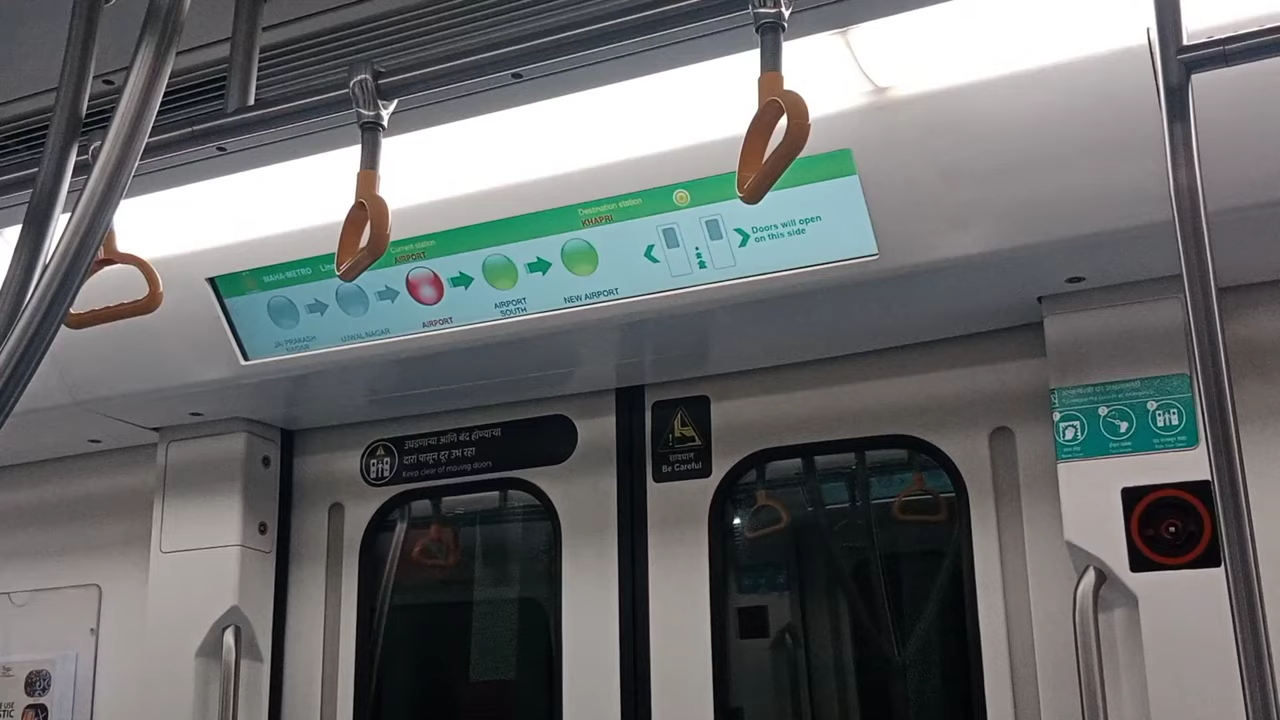 MAHA-METRO
Current station
AIRPORT
Destination station
KHAPRI
JAI PRAKASH
NAGAR
UJWAL NAGAR
AIRPORT
AIRPORT
SOUTH
NEW AIRPORT
Doors will open
on this side
उघडणाऱ्या आणि बंद होणाऱ्या
दारां पासून दूर उभ रहा
Keep clear of moving doors
सावधान
Be Careful